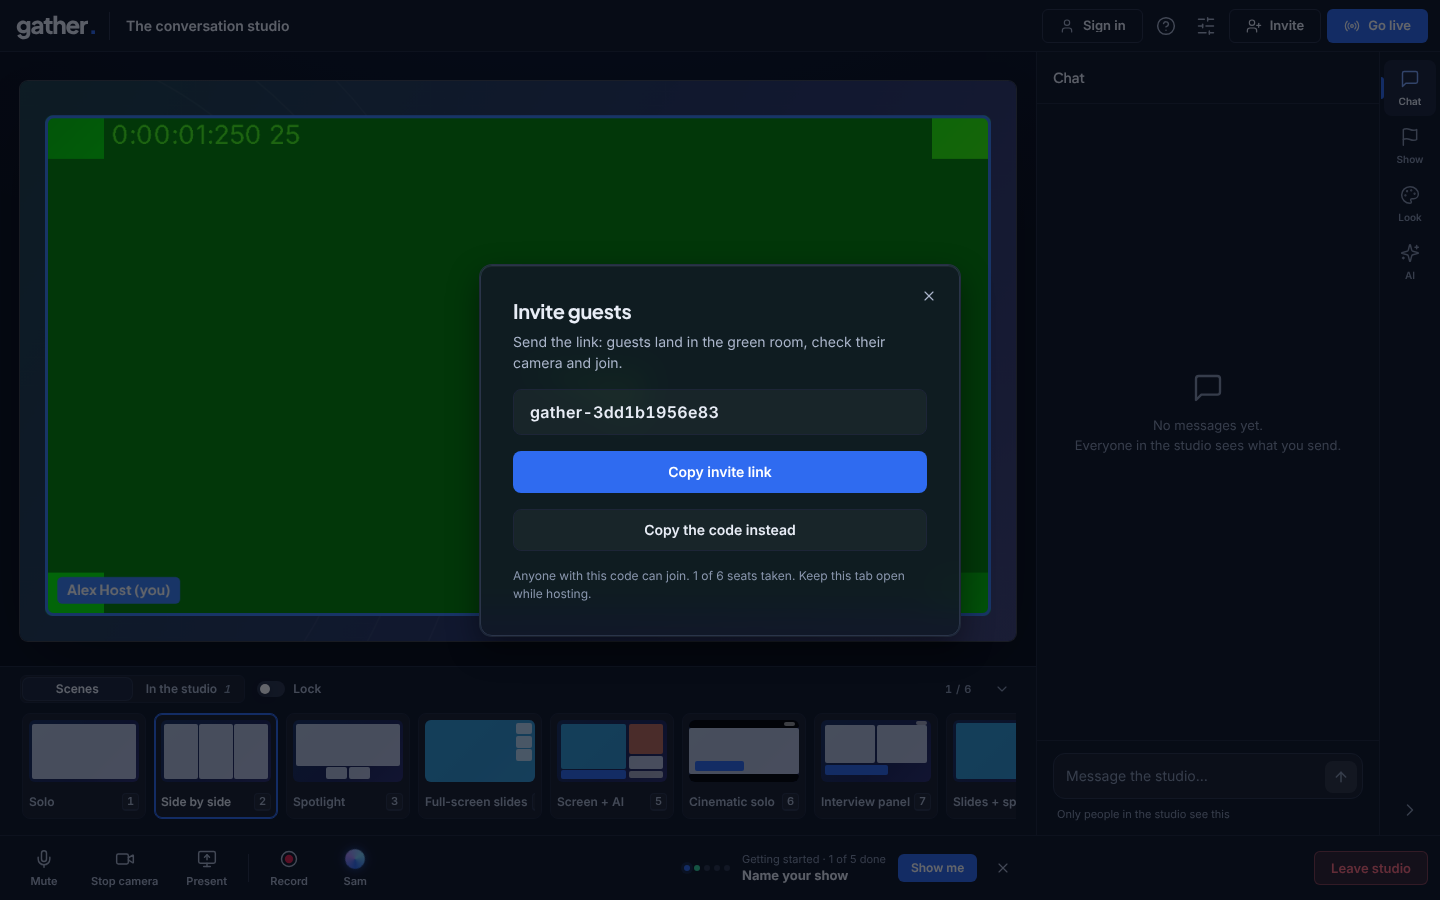 gather.
The conversation studio
Sign in
Invite
Go live
0:00:01:250 25
Alex Host (you)
Invite guests
Send the link: guests land in the green room, check their
camera and join.
gather-3dd1b1956e83
Copy invite link
Copy the code instead
Anyone with this code can join. 1 of 6 seats taken. Keep this tab open
while hosting.
Chat
No messages yet.
Everyone in the studio sees what you send.
Message the studio...
Only people in the studio see this
Chat
Show
Look
AI
Scenes
In the studio 1
Lock
1 / 6
Solo 1
Side by side 2
Spotlight 3
Full-screen slides
Screen + AI 5
Cinematic solo 6
Interview panel 7
Slides + sp
Mute
Stop camera
Present
Record
Sam
Getting started · 1 of 5 done
Name your show
Show me
Leave studio